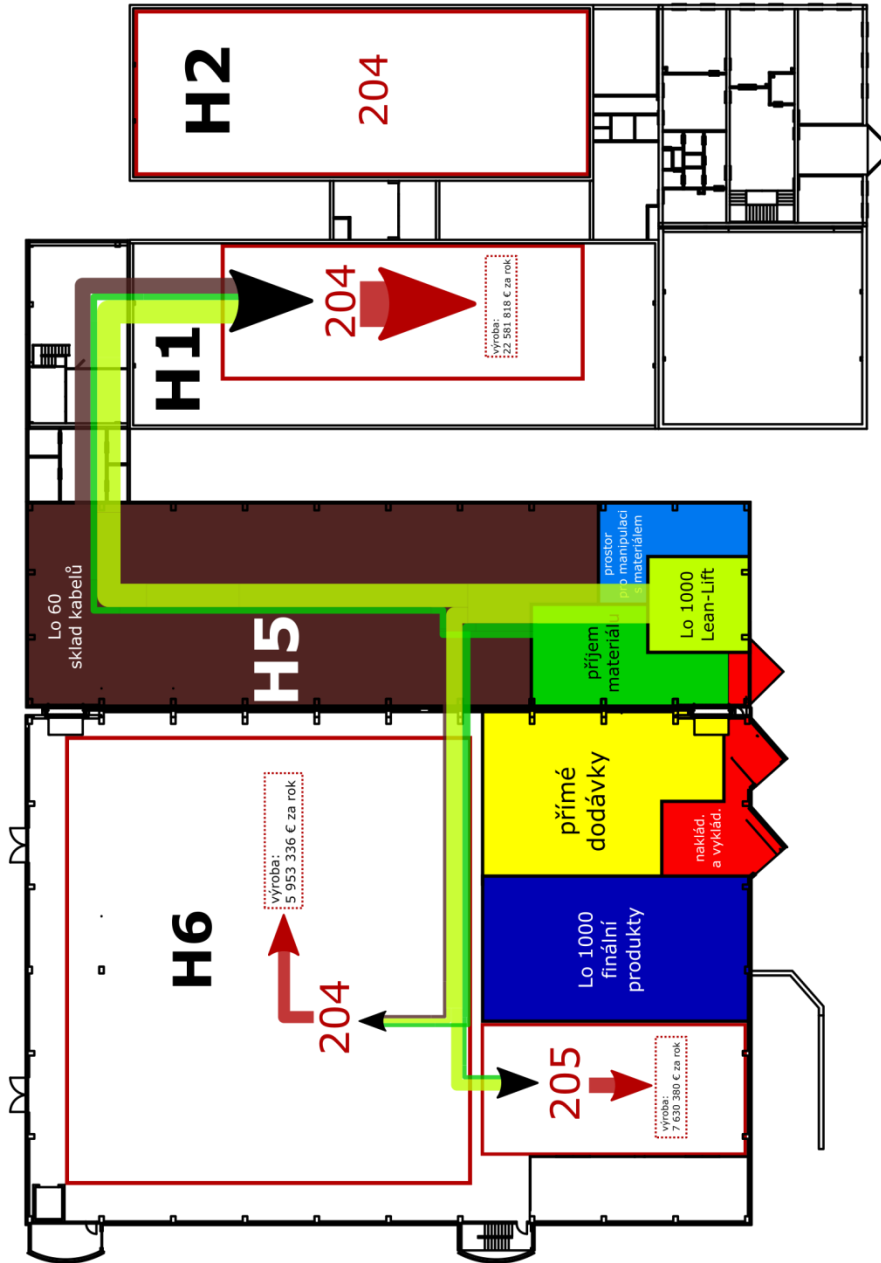 H2
204
H1
204
výroba:
22 581 818 € za rok
Lo 60
sklad kabelů
H5
prostor
pro manipulaci
s materiálem
Lo 1000
Lean-Lift
příjem
materiálu
H6
výroba:
5 953 336 € za rok
204
přímé
dodávky
naklád.
a vyklád.
Lo 1000
finální
produkty
205
výroba:
7 630 380 € za rok